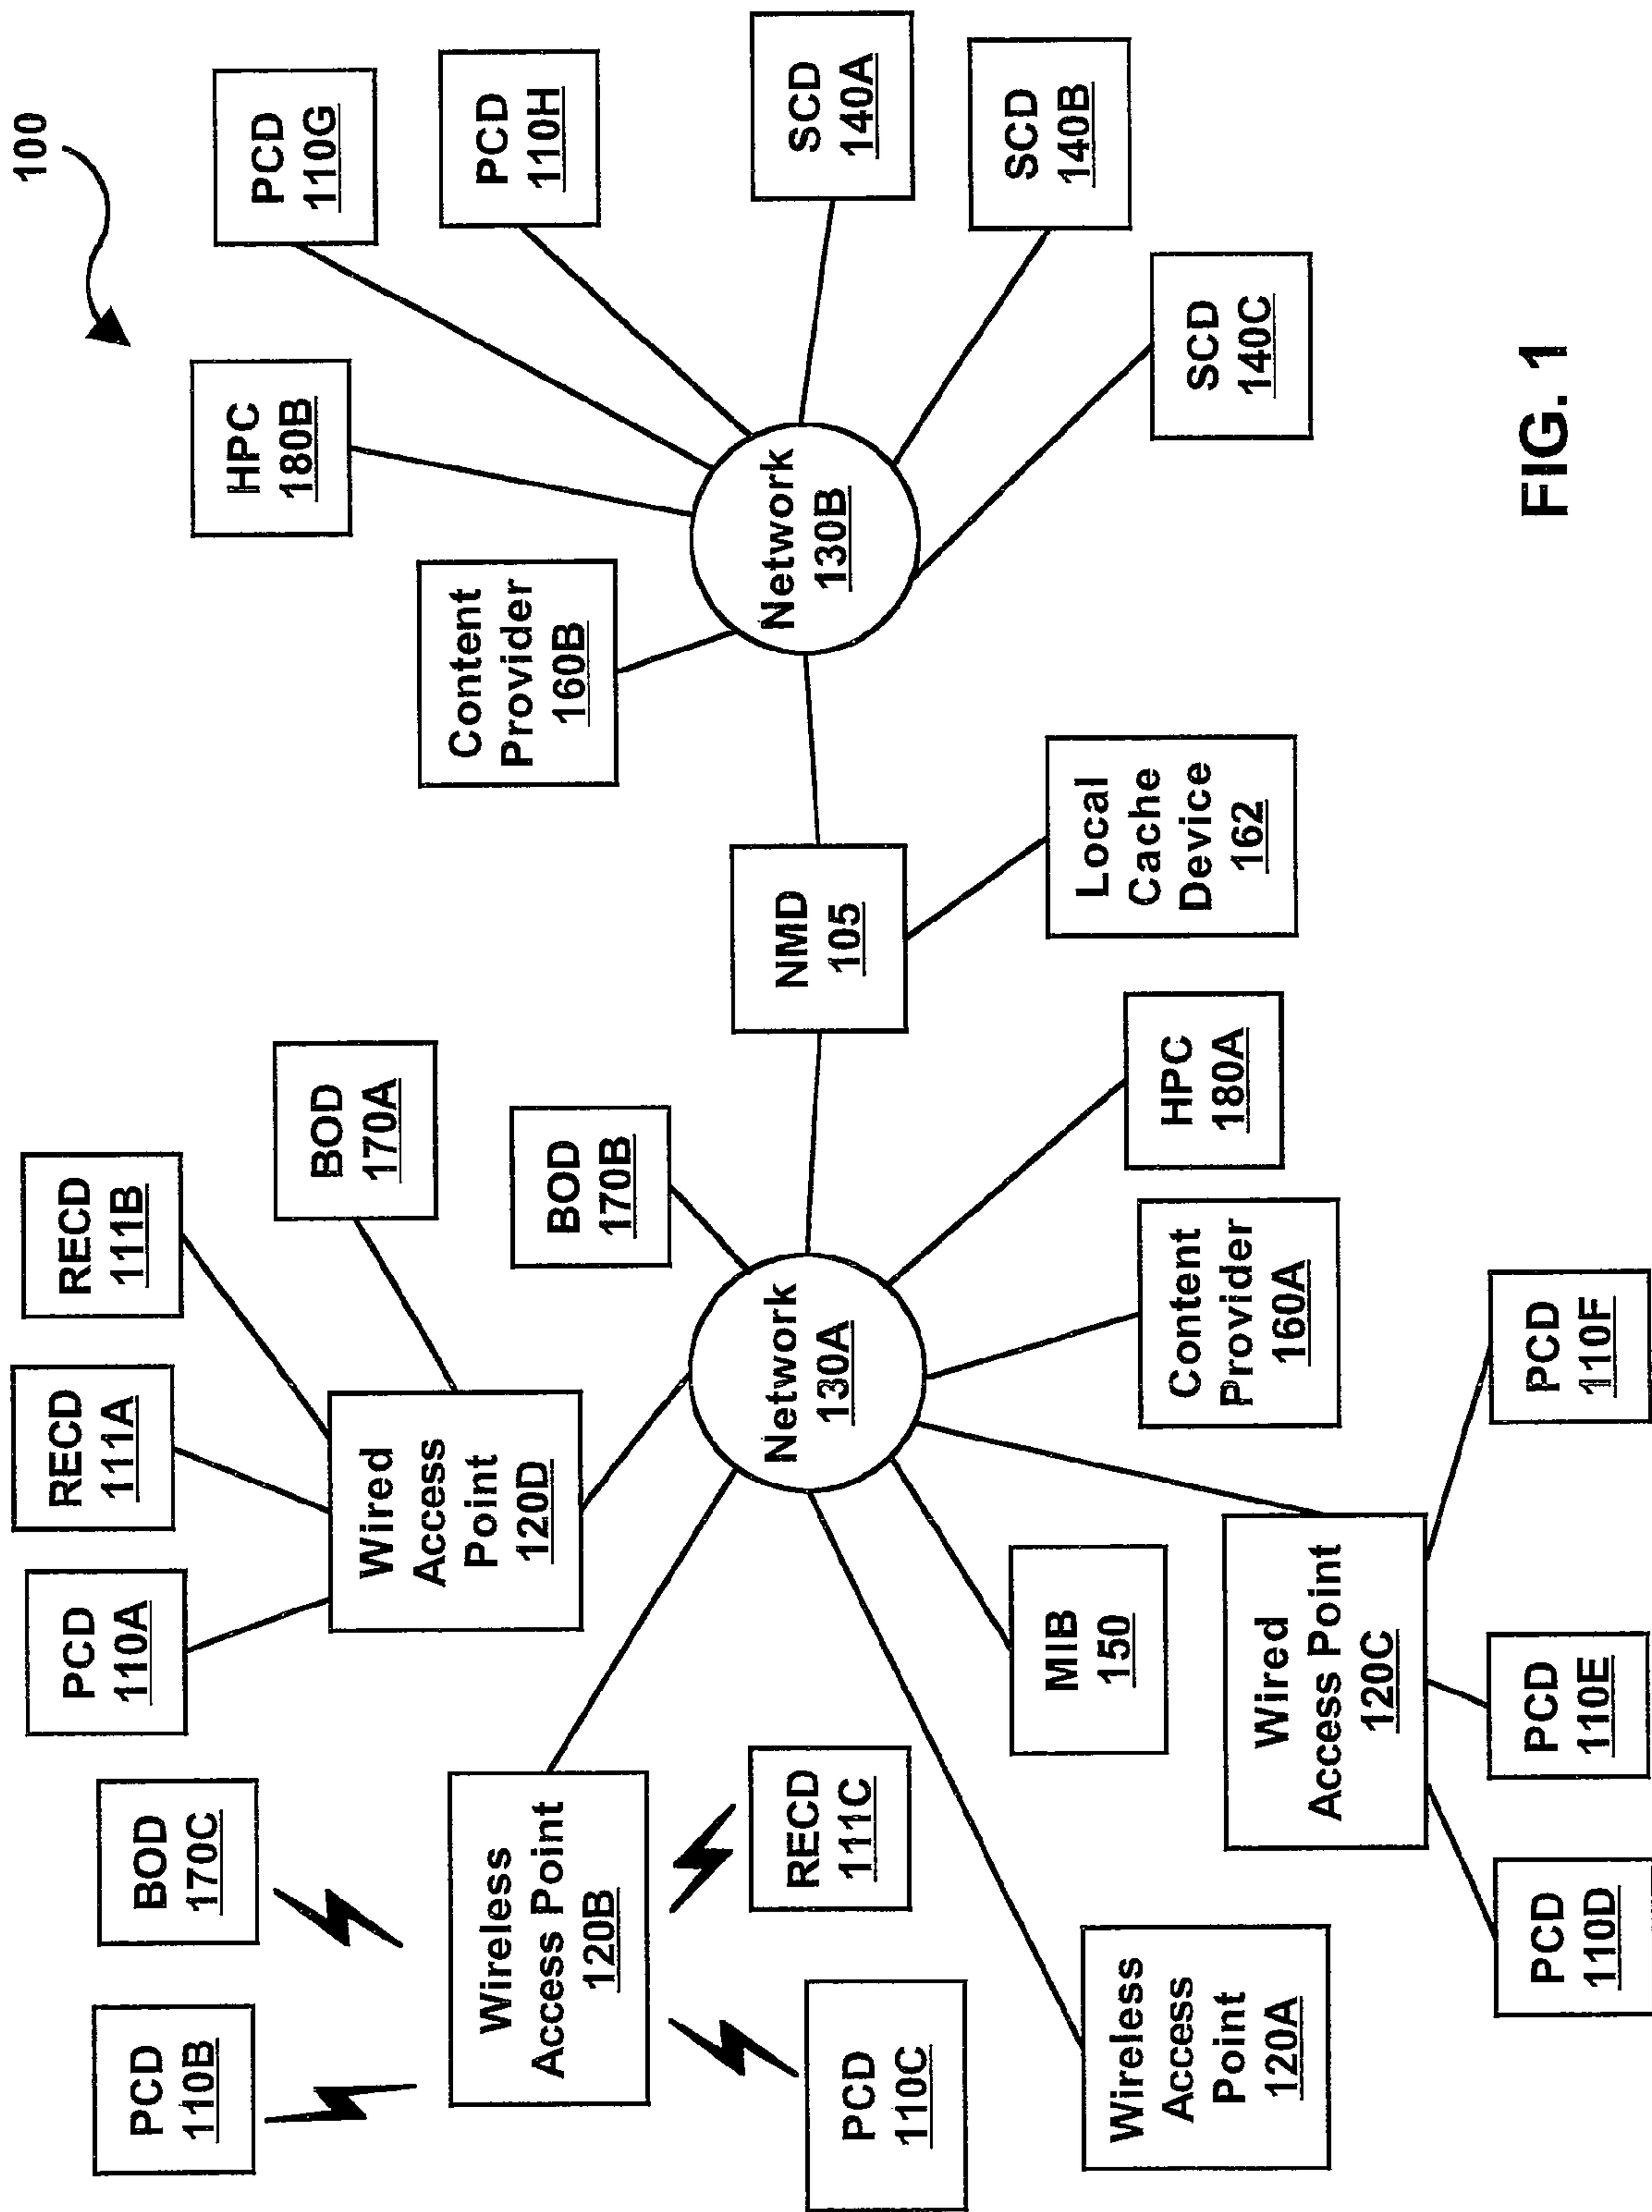 100
PCD
110B
BOD
170C
PCD
110A
RECD
111A
RECD
111B
BOD
170A
HPC
180B
PCD
110G
PCD
110H
Wireless
Access Point
120B
Wired
Access
Point
120D
BOD
170B
Content
Provider
160B
PCD
110C
RECD
111C
Network
130A
NMD
105
Network
130B
SCD
140A
SCD
140B
SCD
140C
Wireless
Access
Point
120A
MIB
150
Content
Provider
160A
HPC
180A
Local
Cache
Device
162
Wired
Access Point
120C
PCD
110D
PCD
110E
PCD
110F
FIG. 1